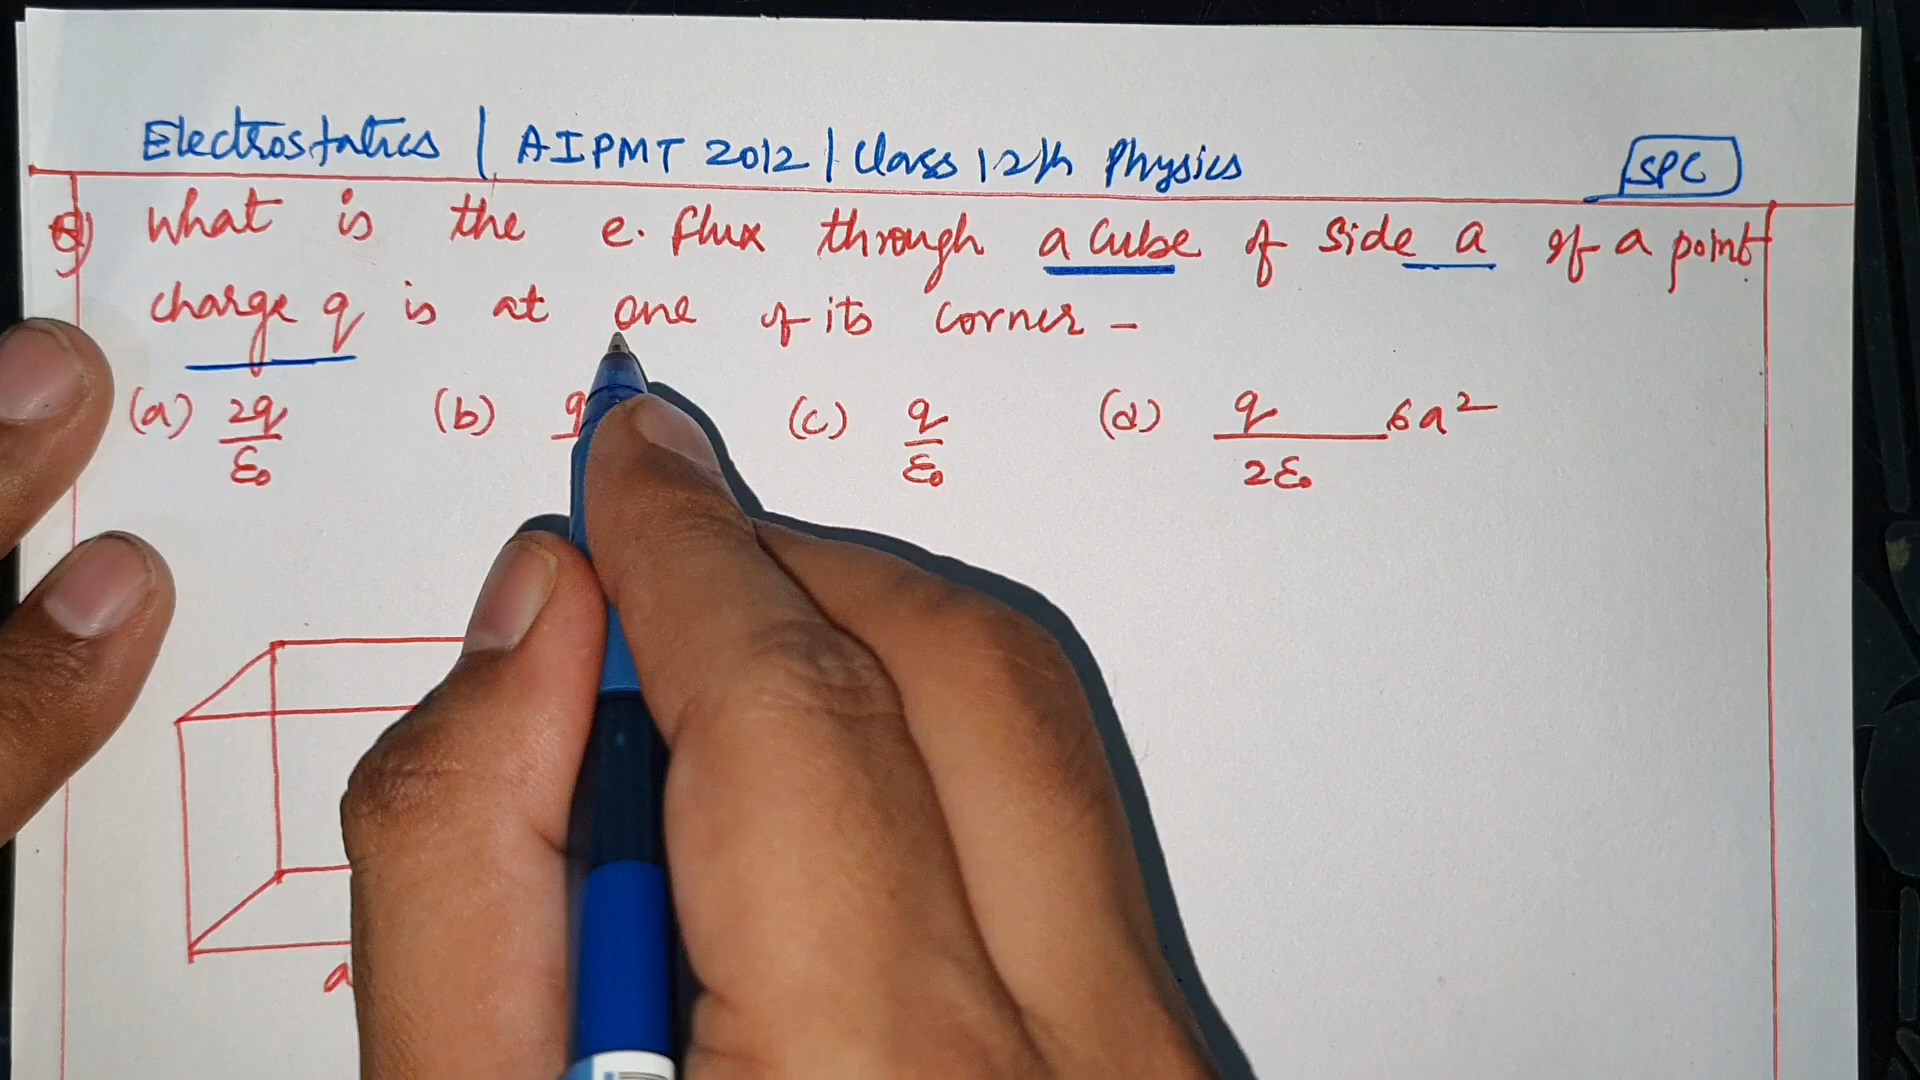 Electrostatics | AIPMT 2012 | Class 12th Physics
SPC
Q) What is the e. flux through a cube of side a if a point
charge q is at one of its corner –
(a) 2q/ε₀ (b) q (c) q/ε₀ (d) q/2ε₀ 6a²
a